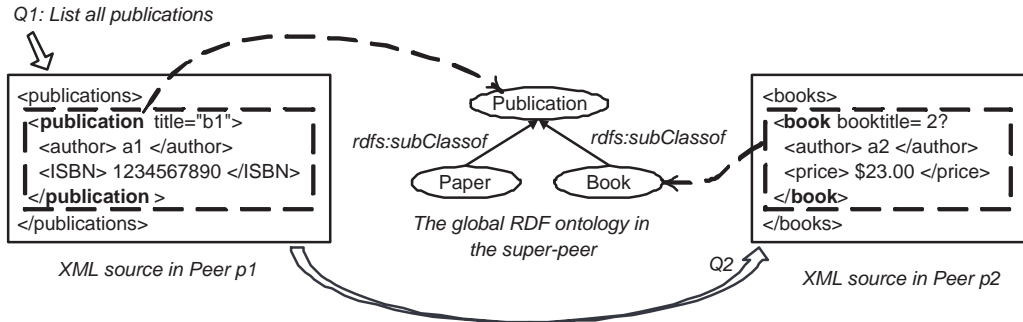 Q1: List all publications
<publications>
<publication title="b1">
<author> a1 </author>
<ISBN> 1234567890 </ISBN>
</publication >
</publications>
XML source in Peer p1
Publication
rdfs:subClassof
rdfs:subClassof
Paper
Book
The global RDF ontology in
the super-peer
<books>
<book booktitle= 2?
<author> a2 </author>
<price> $23.00 </price>
</book>
</books>
Q2
XML source in Peer p2